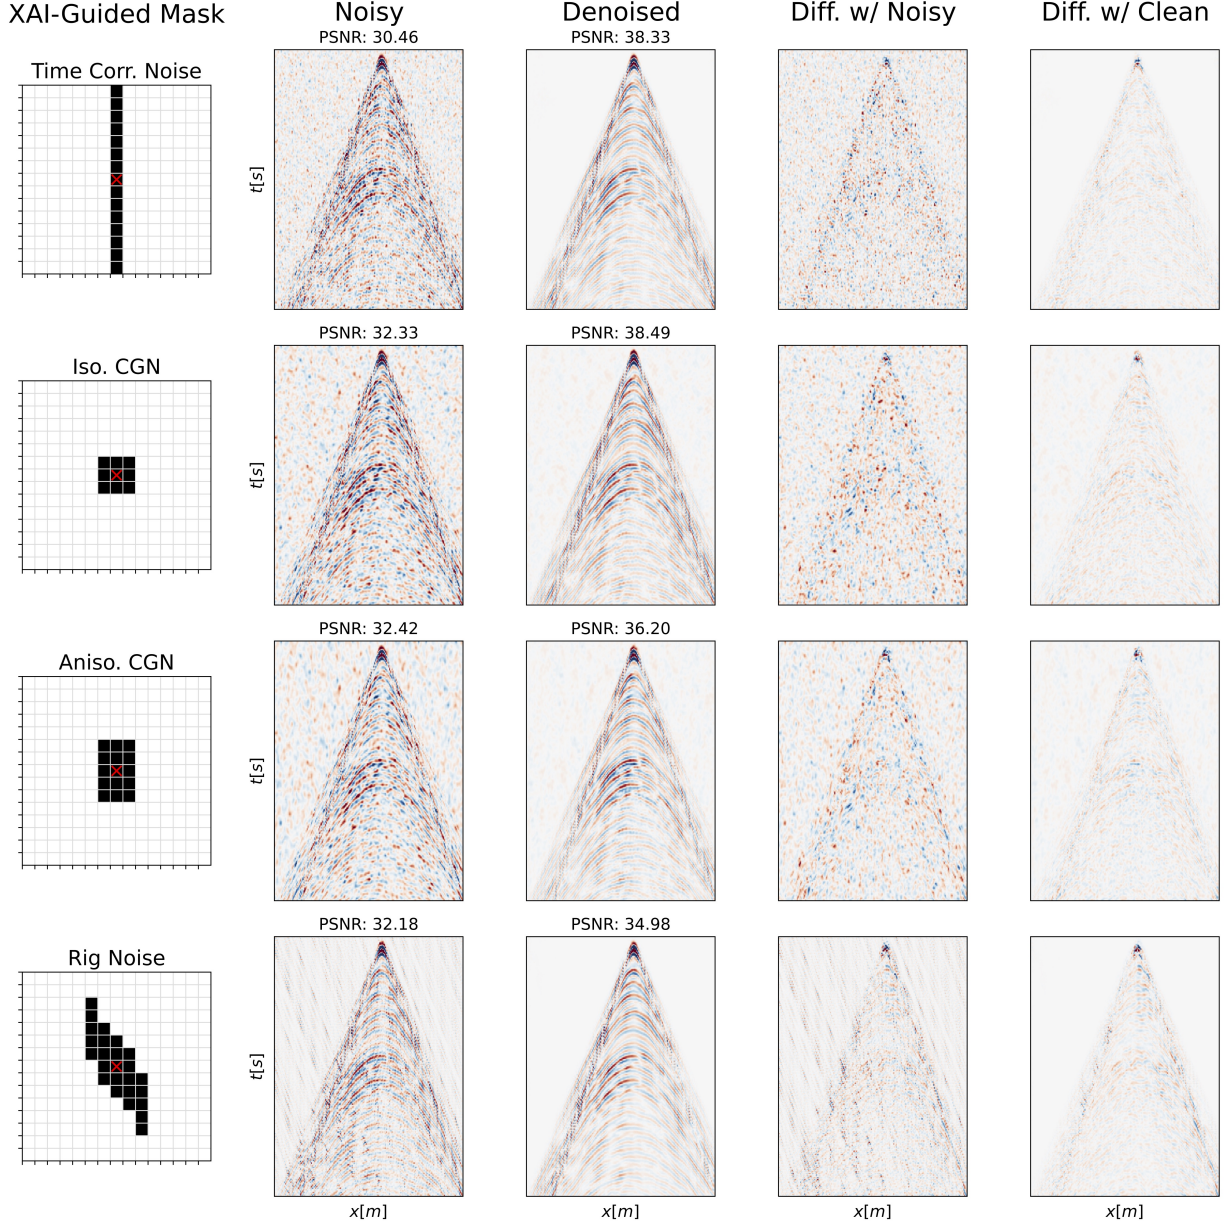 XAI-Guided Mask
Noisy
Denoised
Diff. w/ Noisy
Diff. w/ Clean
PSNR: 30.46
PSNR: 38.33
Time Corr. Noise
t[s]
PSNR: 32.33
PSNR: 38.49
Iso. CGN
t[s]
PSNR: 32.42
PSNR: 36.20
Aniso. CGN
t[s]
PSNR: 32.18
PSNR: 34.98
Rig Noise
t[s]
x[m]
x[m]
x[m]
x[m]